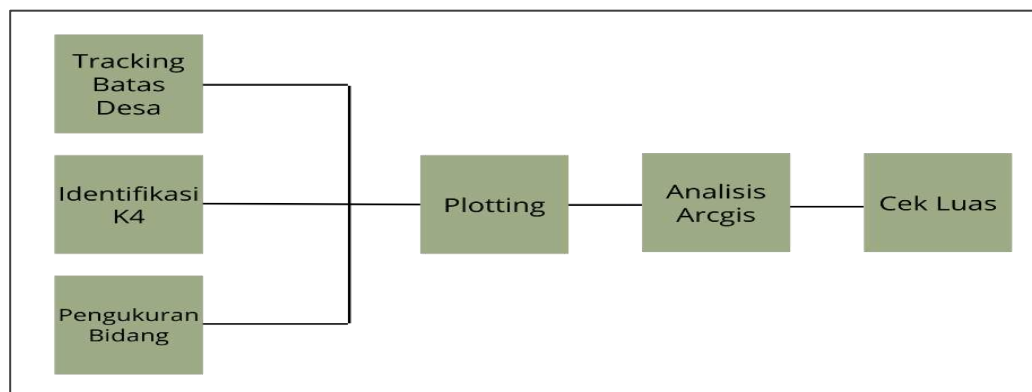 Tracking
Batas
Desa
Identifikasi
K4
Pengukuran
Bidang
Plotting
Analisis
Arcgis
Cek Luas